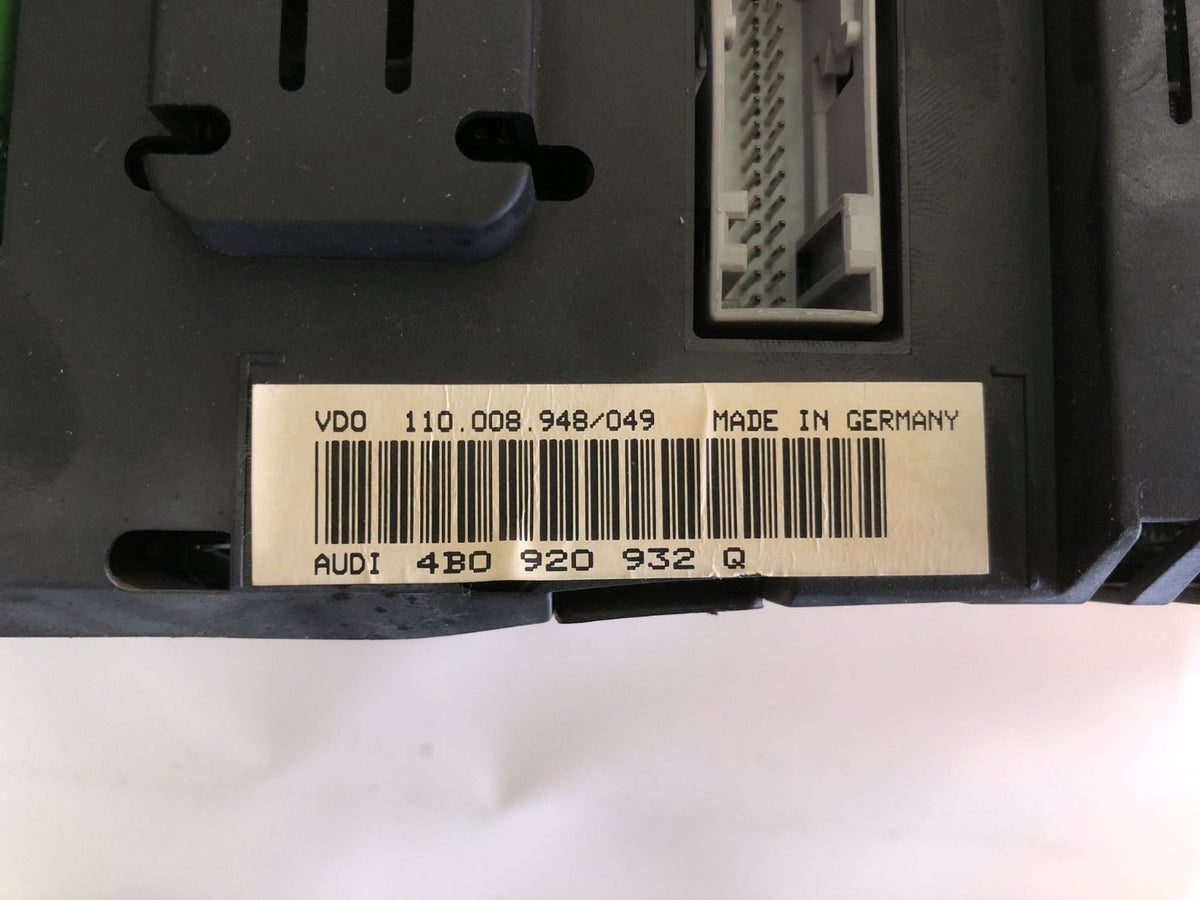 VDO 110.008.948/049 MADE IN GERMANY
AUDI 4B0 920 932 Q